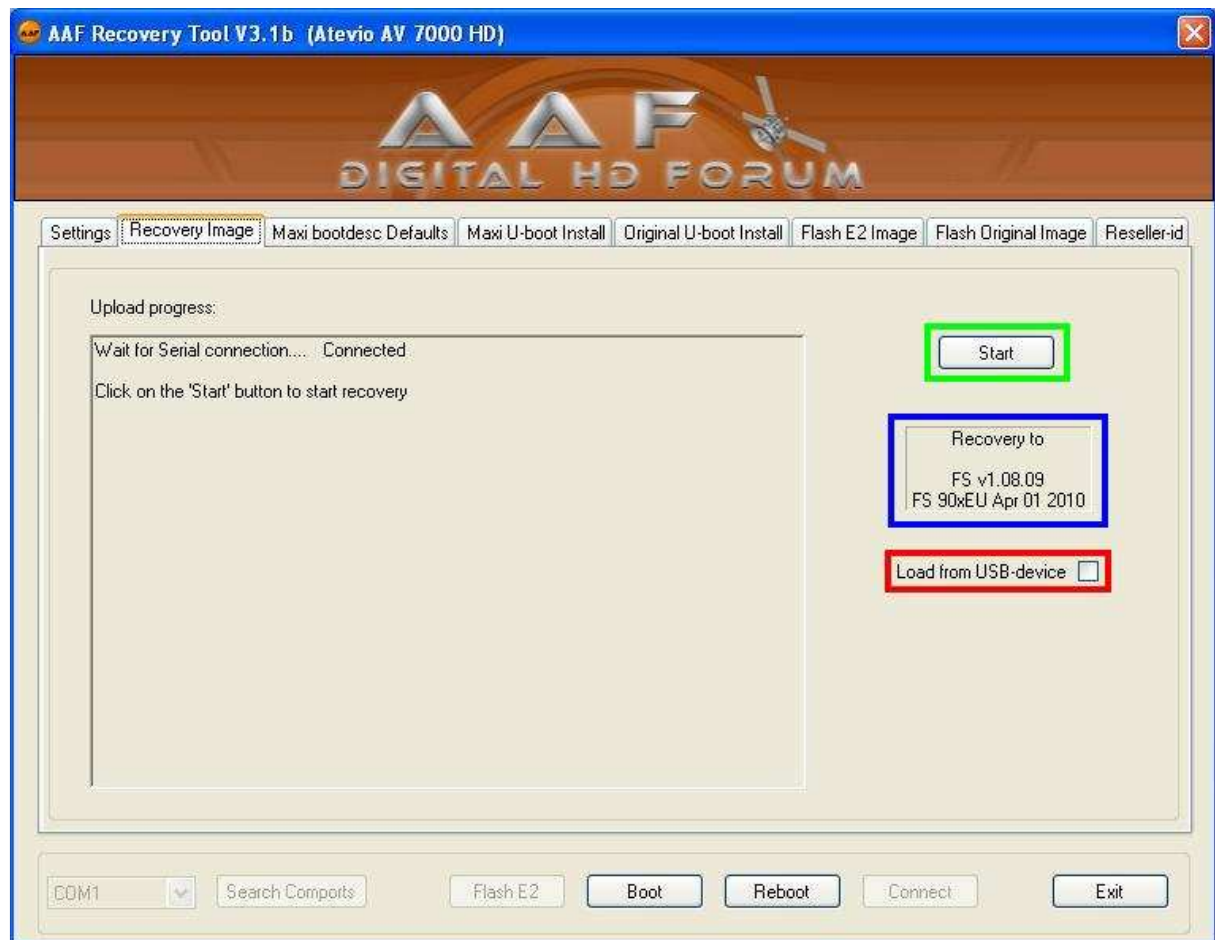 AAF Recovery Tool V3.1b (Atevio AV 7000 HD)
AAF
DIGITAL HD FORUM
Settings Recovery Image Maxi bootdesc Defaults Maxi U-boot Install Original U-boot Install Flash E2 Image Flash Original Image Reseller-id
Upload progress:
Wait for Serial connection.... Connected
Click on the 'Start' button to start recovery
Start
Recovery to
FS v1.08.09
FS 90xEU Apr 01 2010
Load from USB-device
COM1 Search Comports Flash E2 Boot Reboot Connect Exit